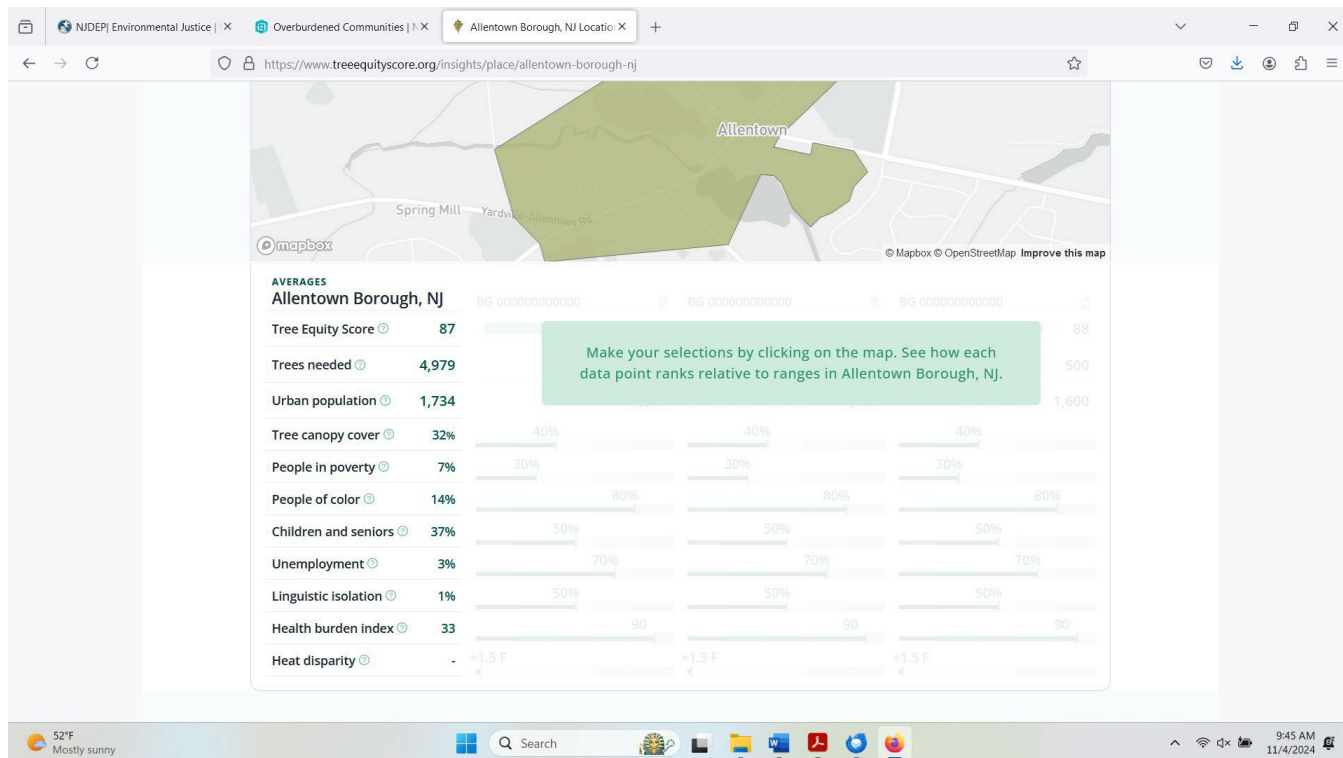 NJDEP| Environmental Justice |
Overburdened Communities | N
Allentown Borough, NJ Locatio
https://www.treeequityscore.org/insights/place/allentown-borough-nj
Allentown
Spring Mill
Yardville-Allentown Rd
mapbox
© Mapbox © OpenStreetMap Improve this map
AVERAGES
Allentown Borough, NJ
BG 000000000000 BG 000000000000 BG 000000000000
Tree Equity Score 87 88
Make your selections by clicking on the map. See how each
data point ranks relative to ranges in Allentown Borough, NJ.
Trees needed 4,979 500
Urban population 1,734 1,600
Tree canopy cover 32% 40% 40% 40%
People in poverty 7% 30% 30% 30%
People of color 14% 80% 80% 80%
Children and seniors 37% 50% 50% 50%
Unemployment 3% 70% 70% 70%
Linguistic isolation 1% 50% 50% 50%
Health burden index 33 90 90 90
Heat disparity - +1.5 F +1.5 F +1.5 F
52°F
Mostly sunny
Search
9:45 AM
11/4/2024